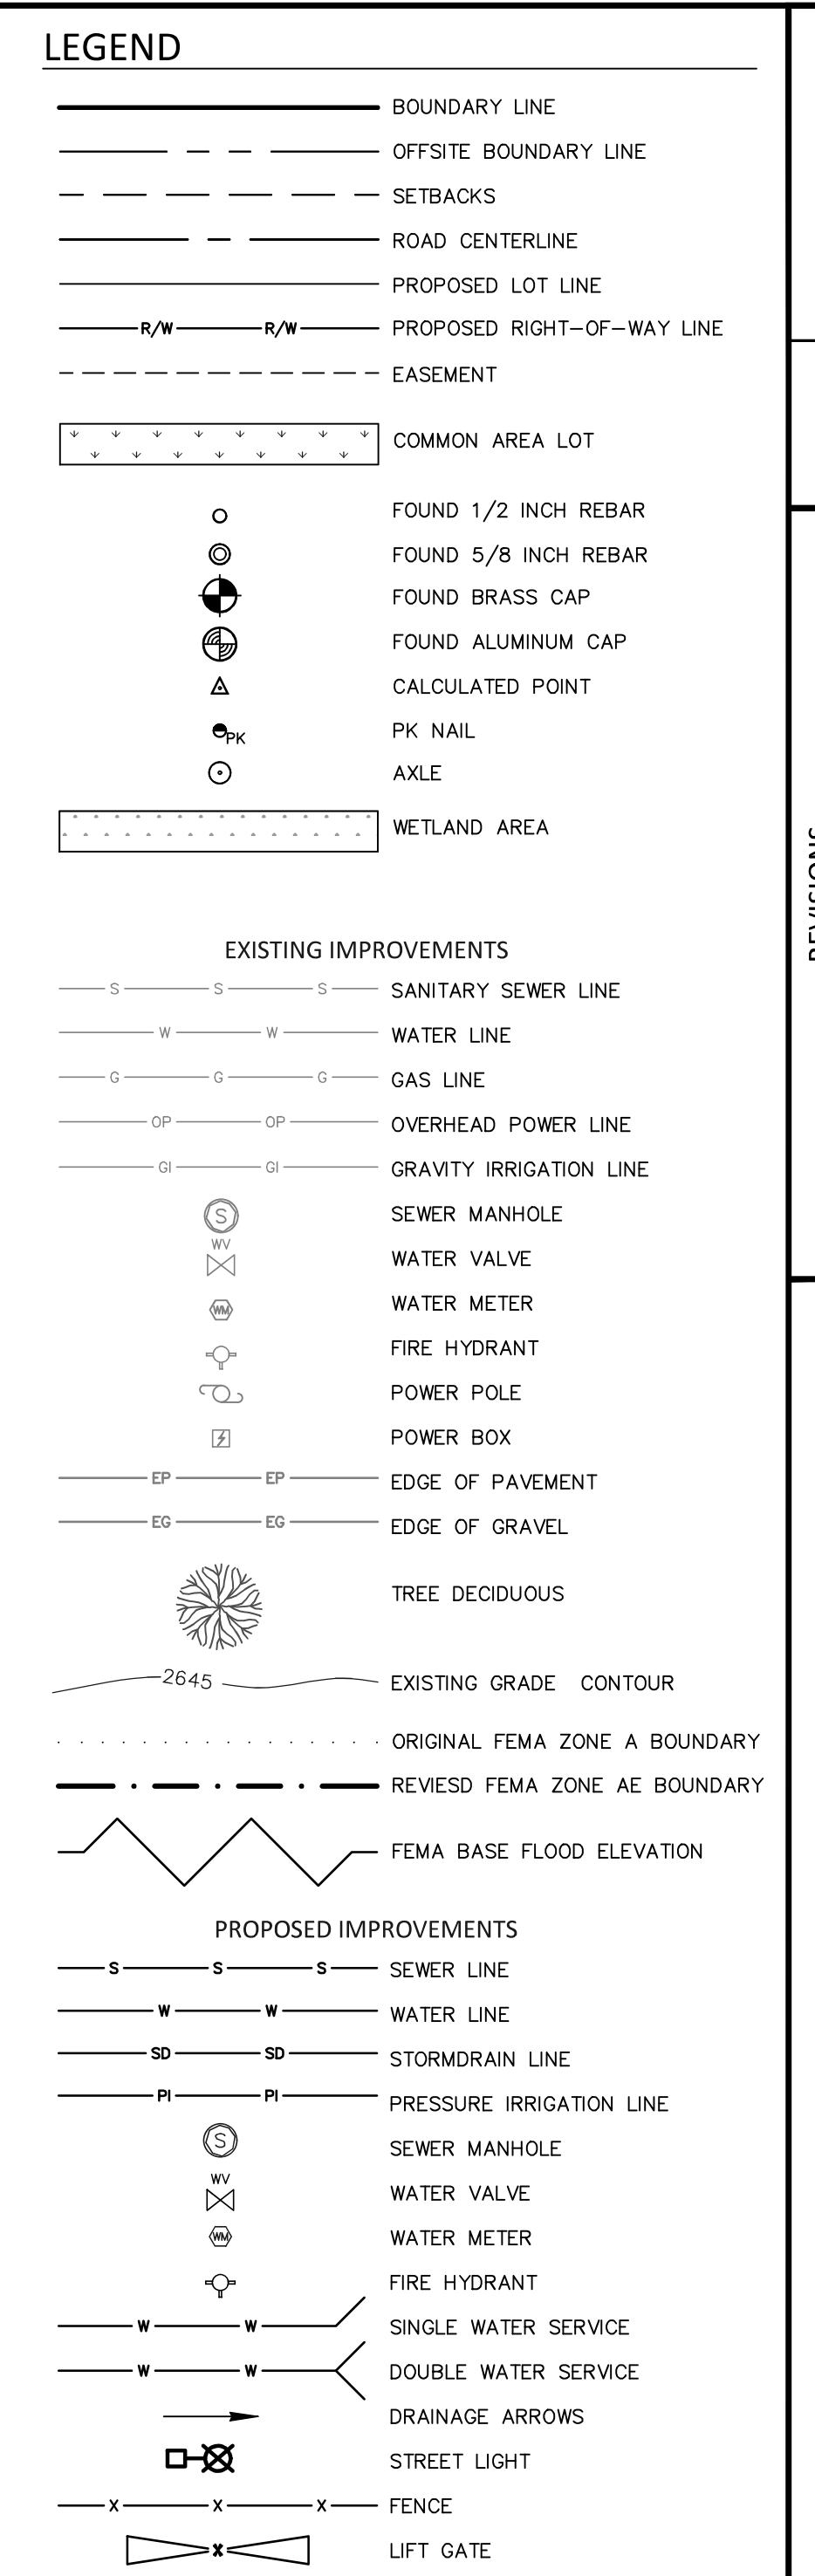 LEGEND
BOUNDARY LINE
OFFSITE BOUNDARY LINE
SETBACKS
ROAD CENTERLINE
PROPOSED LOT LINE
R/W R/W PROPOSED RIGHT-OF-WAY LINE
EASEMENT
COMMON AREA LOT
FOUND 1/2 INCH REBAR
FOUND 5/8 INCH REBAR
FOUND BRASS CAP
FOUND ALUMINUM CAP
CALCULATED POINT
PK PK NAIL
AXLE
WETLAND AREA
REVISIONS
EXISTING IMPROVEMENTS
S S S SANITARY SEWER LINE
W W WATER LINE
G G G GAS LINE
OP OP OVERHEAD POWER LINE
GI GI GRAVITY IRRIGATION LINE
S SEWER MANHOLE
WV WATER VALVE
WM WATER METER
FIRE HYDRANT
POWER POLE
POWER BOX
EP EP EDGE OF PAVEMENT
EG EG EDGE OF GRAVEL
TREE DECIDUOUS
2645 EXISTING GRADE CONTOUR
ORIGINAL FEMA ZONE A BOUNDARY
REVIESD FEMA ZONE AE BOUNDARY
FEMA BASE FLOOD ELEVATION
PROPOSED IMPROVEMENTS
S S S SEWER LINE
W W WATER LINE
SD SD STORMDRAIN LINE
PI PI PRESSURE IRRIGATION LINE
S SEWER MANHOLE
WV WATER VALVE
WM WATER METER
FIRE HYDRANT
W W SINGLE WATER SERVICE
W W DOUBLE WATER SERVICE
DRAINAGE ARROWS
STREET LIGHT
X X X FENCE
X LIFT GATE